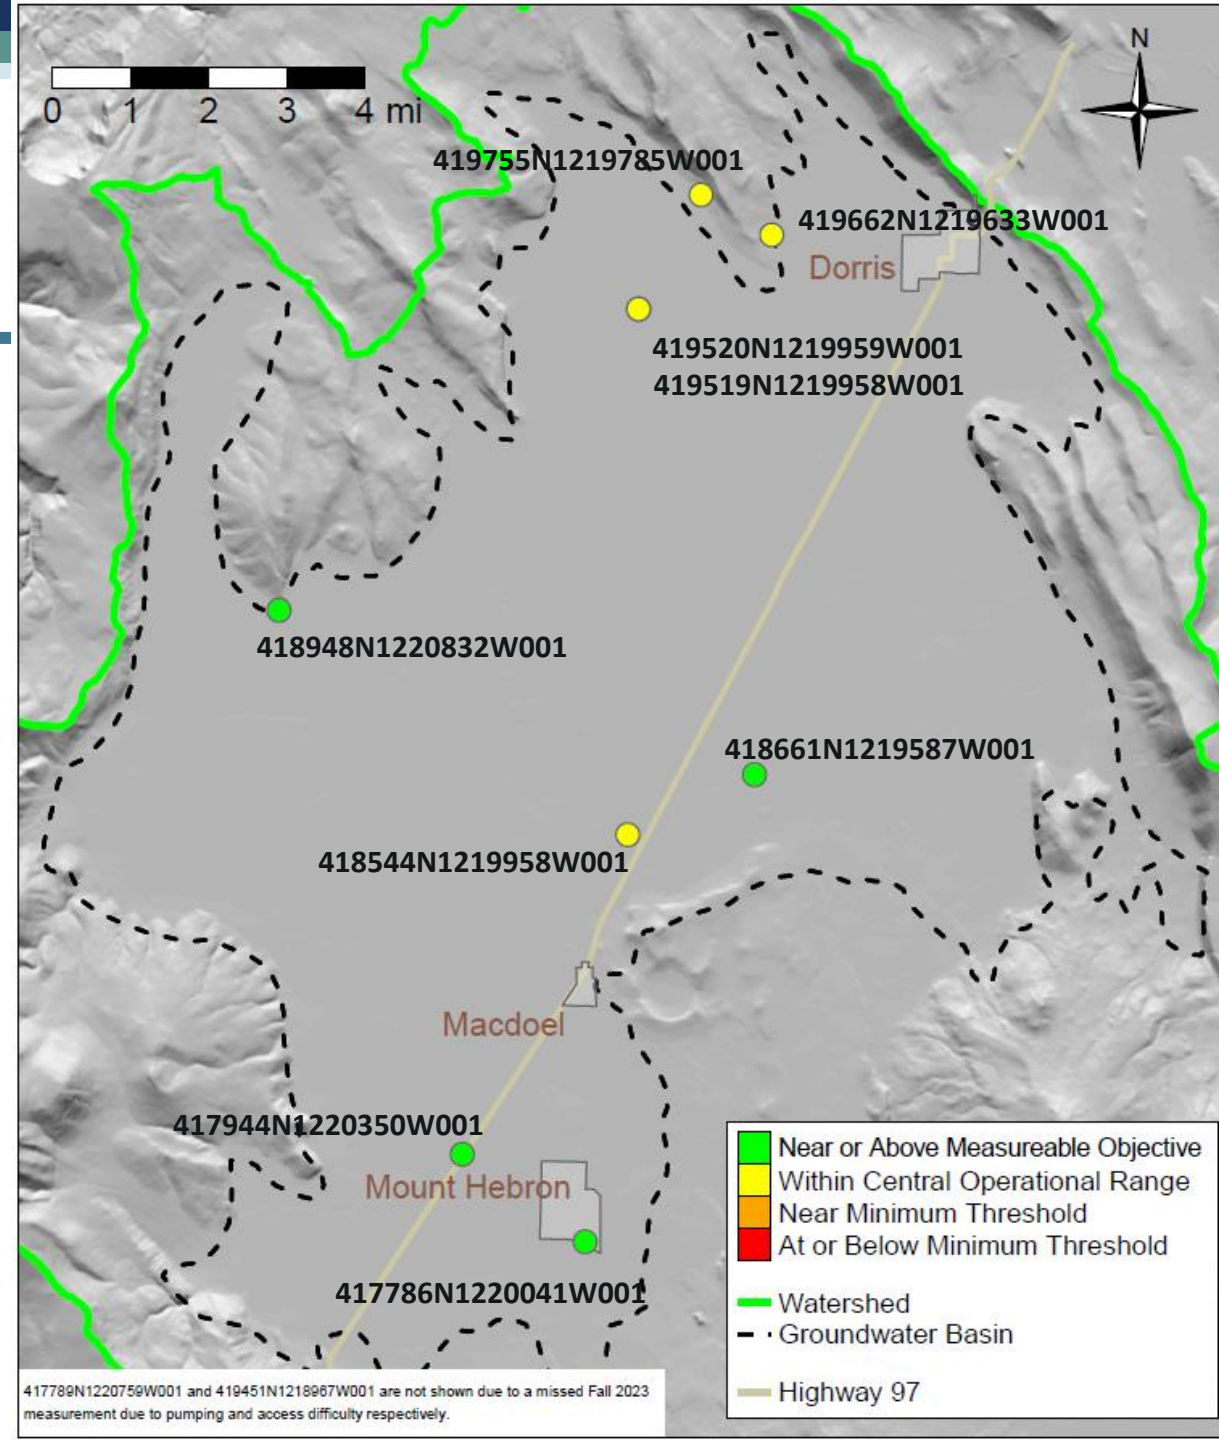 N
0 1 2 3 4 mi
419755N1219785W001
419662N1219633W001
Dorris
419520N1219959W001
419519N1219958W001
418948N1220832W001
418661N1219587W001
418544N1219958W001
Macdoel
417944N1220350W001
Mount Hebron
417786N1220041W001
Near or Above Measureable Objective
Within Central Operational Range
Near Minimum Threshold
At or Below Minimum Threshold
Watershed
Groundwater Basin
Highway 97
417789N1220759W001 and 419451N1218967W001 are not shown due to a missed Fall 2023
measurement due to pumping and access difficulty respectively.